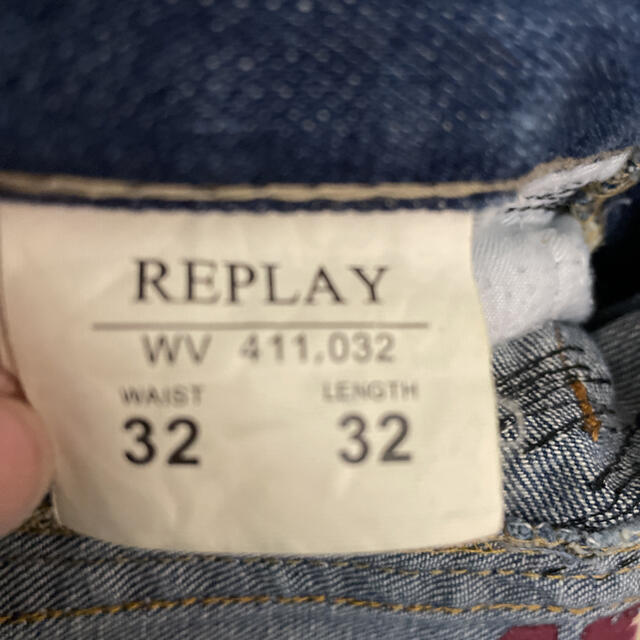 REPLAY
WV 411.032
WAIST LENGTH
32 32